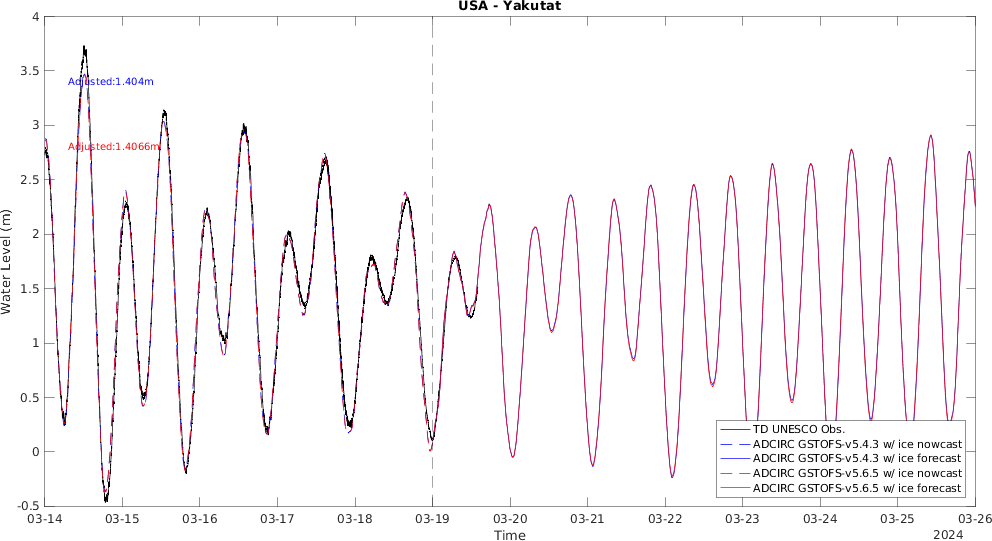 USA - Yakutat
4
3.5
3
2.5
2
1.5
1
0.5
0
-0.5
Water Level (m)
Adjusted:1.404m
Adjusted:1.4066m
TD UNESCO Obs.
ADCIRC GSTOFS-v5.4.3 w/ ice nowcast
ADCIRC GSTOFS-v5.4.3 w/ ice forecast
ADCIRC GSTOFS-v5.6.5 w/ ice nowcast
ADCIRC GSTOFS-v5.6.5 w/ ice forecast
03-14 03-15 03-16 03-17 03-18 03-19 03-20 03-21 03-22 03-23 03-24 03-25 03-26
Time
2024